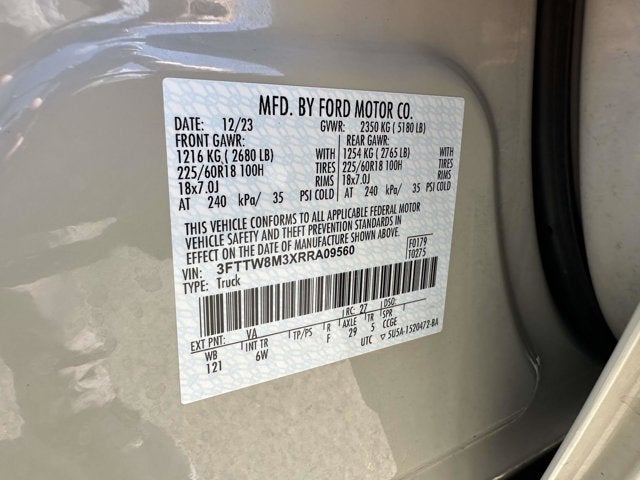 MFD. BY FORD MOTOR CO.
DATE: 12/23 GVWR: 2350 KG ( 5180 LB)
FRONT GAWR: REAR GAWR:
1216 KG ( 2680 LB) WITH 1254 KG ( 2765 LB) WITH
225/60R18 100H TIRES 225/60R18 100H TIRES
18x7.0J RIMS 18x7.0J RIMS
AT 240 kPa/ 35 PSI COLD AT 240 kPa/ 35 PSI COLD
THIS VEHICLE CONFORMS TO ALL APPLICABLE FEDERAL MOTOR
VEHICLE SAFETY AND THEFT PREVENTION STANDARDS IN
EFFECT ON THE DATE OF MANUFACTURE SHOWN ABOVE.
VIN: 3FTTW8M3XRRA09560 F0179
TYPE: Truck T0275
EXT PNT: VA RC: 27 DSO:
WB INT TR TP/PS R AXLE TR SPR
121 6W F 29 5 CCGE
UTC 5U5A-1520472-BA